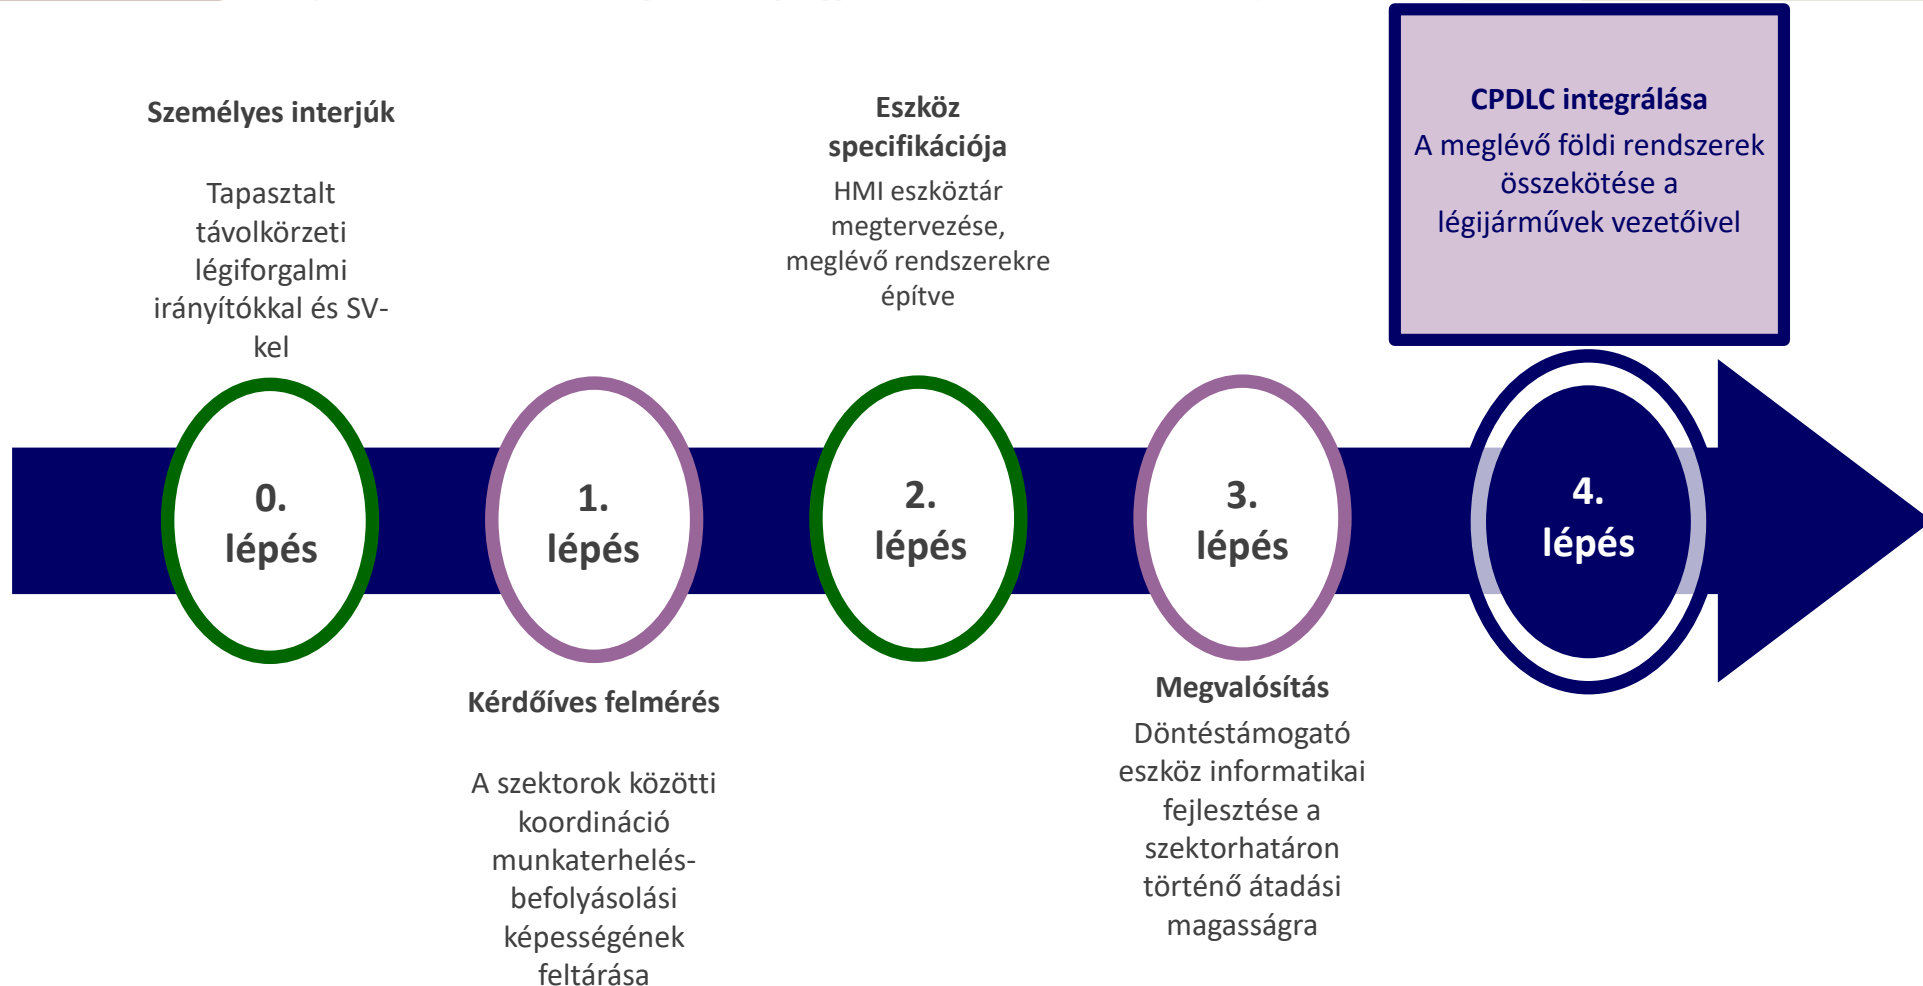 Személyes interjúk
Tapasztalt
távolkörzeti
légiforgalmi
irányítókkal és SV-
kel
0.
lépés
Kérdőíves felmérés
A szektorok közötti
koordináció
munkaterhelés-
befolyásolási
képességének
feltárása
1.
lépés
Eszköz
specifikációja
HMI eszköztár
megtervezése,
meglévő rendszerekre
építve
2.
lépés
3.
lépés
Megvalósítás
Döntéstámogató
eszköz informatikai
fejlesztése a
szektorhatáron
történő átadási
magasságra
CPDLC integrálása
A meglévő földi rendszerek
összekötése a
légijárművek vezetőivel
4.
lépés